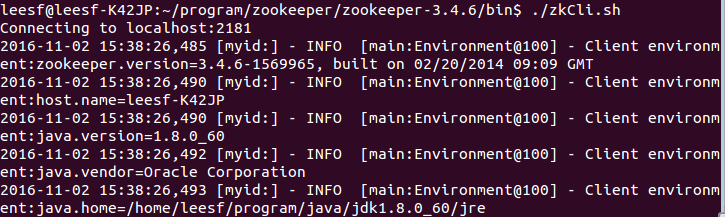 leesf@leesf-K42JP:~/program/zookeeper/zookeeper-3.4.6/bin$ ./zkCli.sh
Connecting to localhost:2181
2016-11-02 15:38:26,485 [myid:] - INFO  [main:Environment@100] - Client environm
ent:zookeeper.version=3.4.6-1569965, built on 02/20/2014 09:09 GMT
2016-11-02 15:38:26,490 [myid:] - INFO  [main:Environment@100] - Client environm
ent:host.name=leesf-K42JP
2016-11-02 15:38:26,490 [myid:] - INFO  [main:Environment@100] - Client environm
ent:java.version=1.8.0_60
2016-11-02 15:38:26,492 [myid:] - INFO  [main:Environment@100] - Client environm
ent:java.vendor=Oracle Corporation
2016-11-02 15:38:26,493 [myid:] - INFO  [main:Environment@100] - Client environm
ent:java.home=/home/leesf/program/java/jdk1.8.0_60/jre